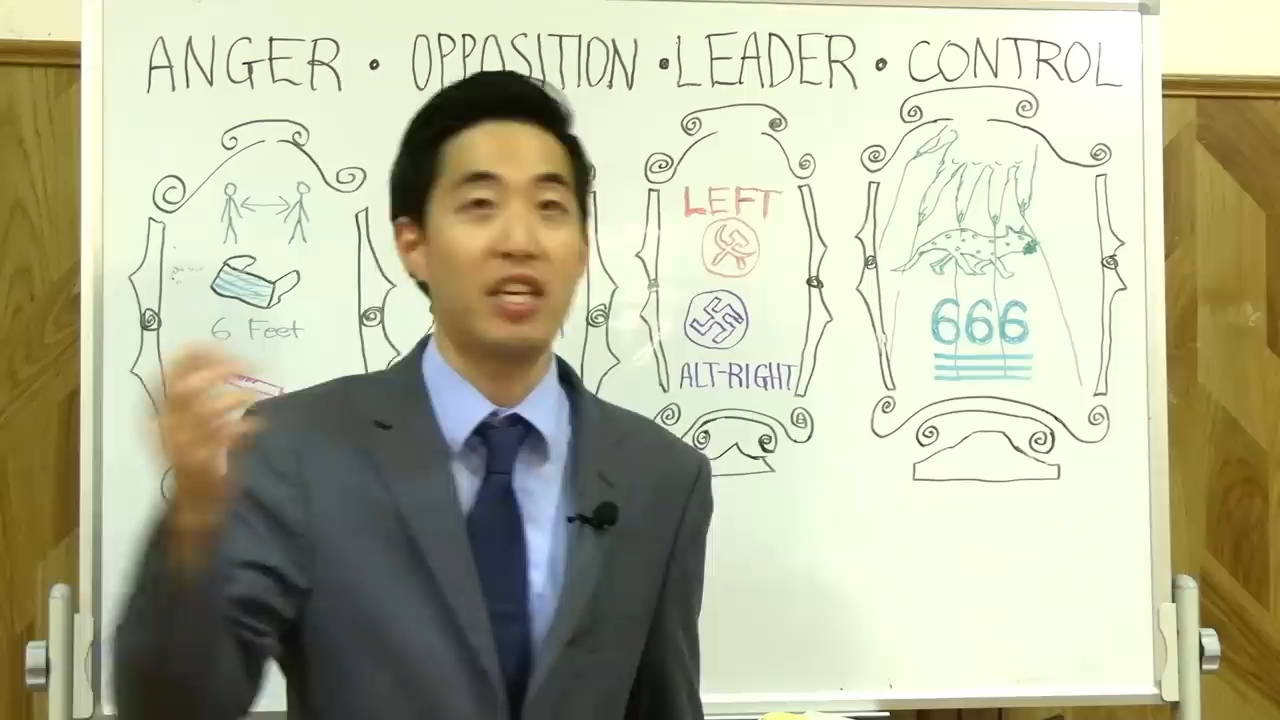 ANGER • OPPOSITION • LEADER • CONTROL
6 Feet
LEFT
ALT-RIGHT
666